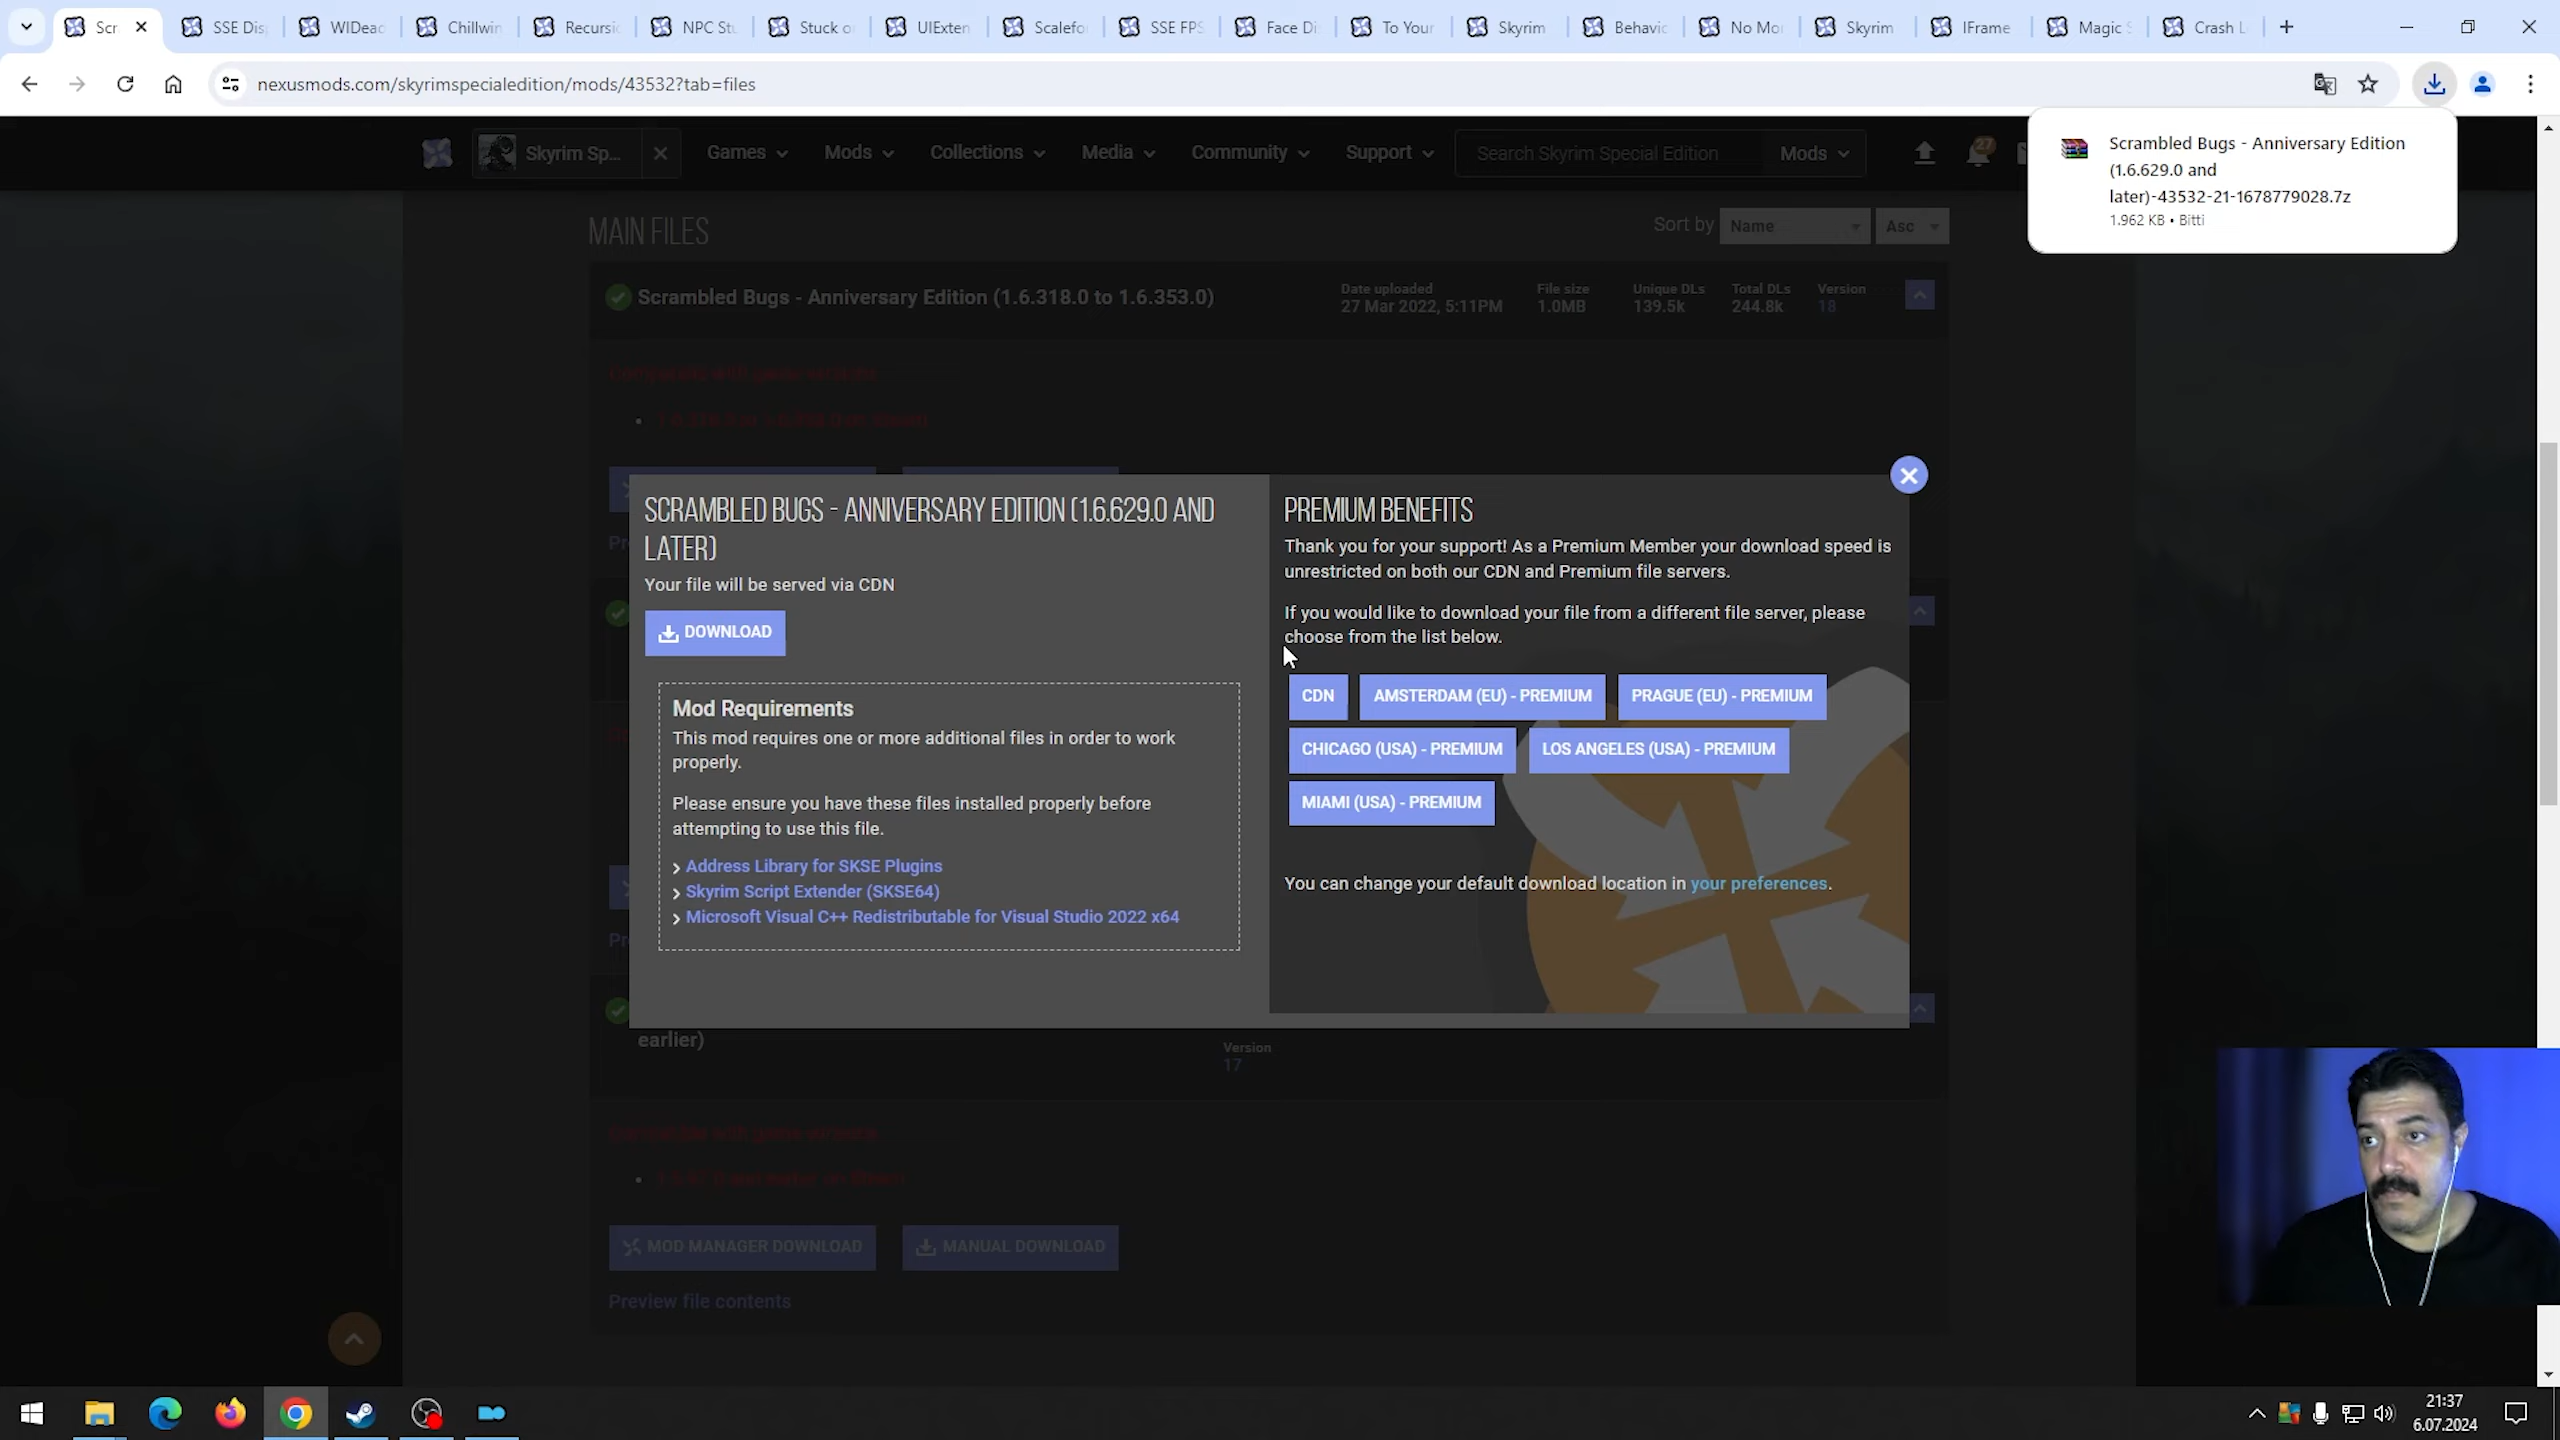 Scr
SSE Dis
WIDead
Chillwin
Recursi
NPC Stu
Stuck o
UIExten
Scalefo
SSE FPS
Face Di
To Your
Skyrim
Behavic
No Mo
Skyrim
IFrame
Magic S
Crash L
nexusmods.com/skyrimspecialedition/mods/43532?tab=files
Scrambled Bugs - Anniversary Edition
(1.6.629.0 and
later)-43532-21-1678779028.7z
1.962 KB • Bitti
Skyrim Sp...
Games
Mods
Collections
Media
Community
Support
Search Skyrim Special Edition
Mods
27
MAIN FILES
Sort by
Name
Asc
Scrambled Bugs - Anniversary Edition (1.6.318.0 to 1.6.353.0)
Date uploaded
27 Mar 2022, 5:11PM
File size
1.0MB
Unique DLs
139.5k
Total DLs
244.8k
Version
18
SCRAMBLED BUGS - ANNIVERSARY EDITION (1.6.629.0 AND
LATER)
Your file will be served via CDN
DOWNLOAD
Mod Requirements
This mod requires one or more additional files in order to work
properly.
Please ensure you have these files installed properly before
attempting to use this file.
Address Library for SKSE Plugins
Skyrim Script Extender (SKSE64)
Microsoft Visual C++ Redistributable for Visual Studio 2022 x64
PREMIUM BENEFITS
Thank you for your support! As a Premium Member your download speed is
unrestricted on both our CDN and Premium file servers.
If you would like to download your file from a different file server, please
choose from the list below.
CDN
AMSTERDAM (EU) - PREMIUM
PRAGUE (EU) - PREMIUM
CHICAGO (USA) - PREMIUM
LOS ANGELES (USA) - PREMIUM
MIAMI (USA) - PREMIUM
You can change your default download location in your preferences.
earlier)
Version
17
MOD MANAGER DOWNLOAD
MANUAL DOWNLOAD
Preview file contents
21:37
6.07.2024